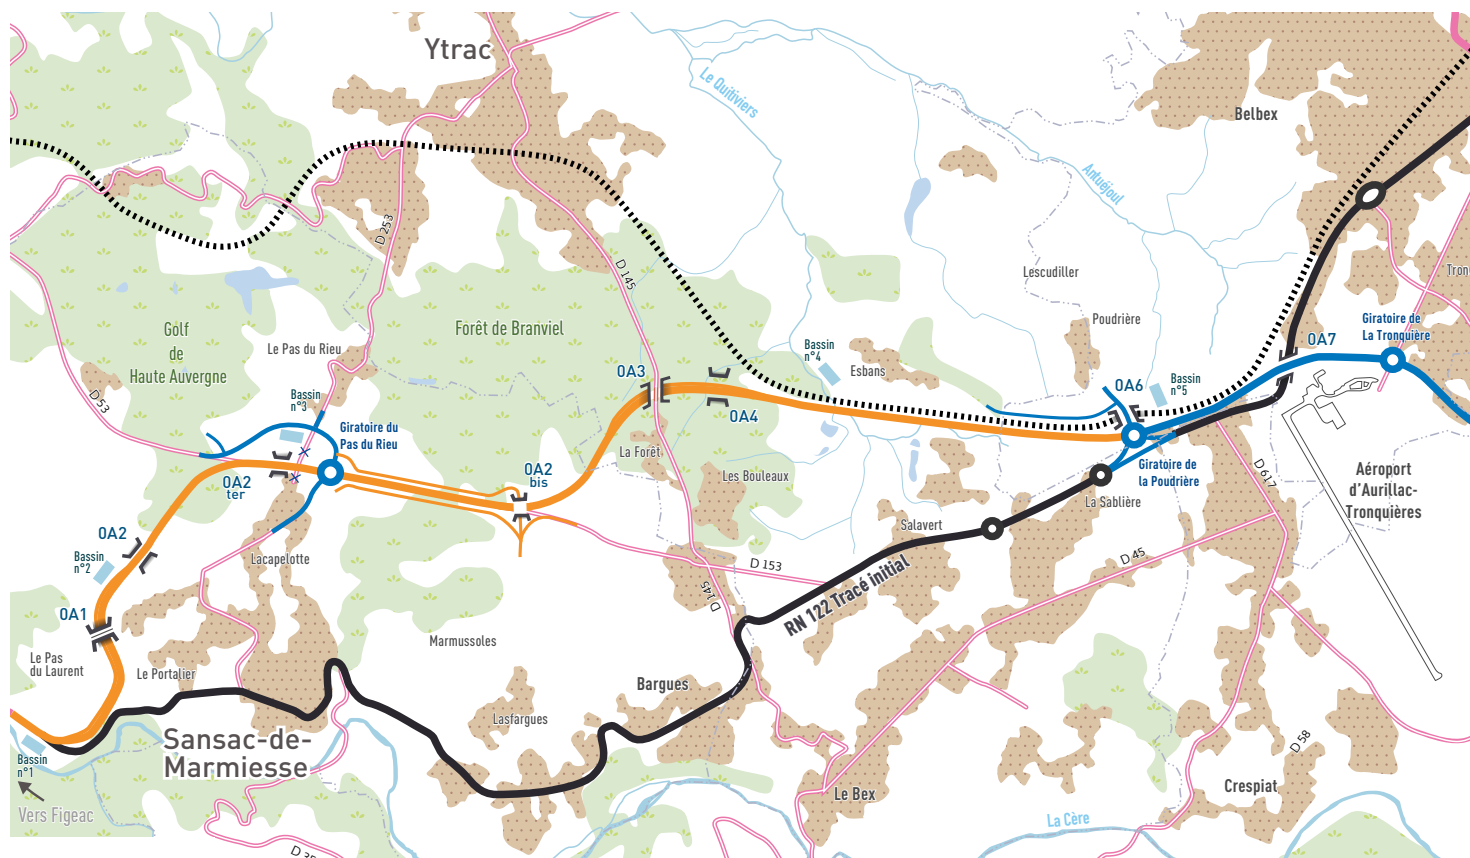 Ytrac
Le Quitiviers
Belbex
Antuéjoul
D 253
D 145
Lescudiller
Giratoire de
La Tronquière
Poudrière
Golf
de
Haute Auvergne
Forêt de Branviel
Le Pas du Rieu
OA7
Bassin
n°4
Esbans
OA3
OA6
Bassin
n°5
D 53
Bassin
n°3
OA4
Giratoire du
Pas du Rieu
La Forêt
OA2
bis
Les Bouleaux
Giratoire de
la Poudrière
D 617
Aéroport
d'Aurillac-
Tronquières
OA2
ter
La Sablière
Salavert
OA2
Bassin
n°2
Lacapelotte
D 153
D 45
RN 122 Tracé initial
D 145
OA1
Marmussoles
Le Pas
du Laurent
Le Portalier
Bargues
Lasfargues
Sansac-de-
Marmiesse
Bassin
n°1
D 58
Crespiat
Le Bex
Vers Figeac
La Cère